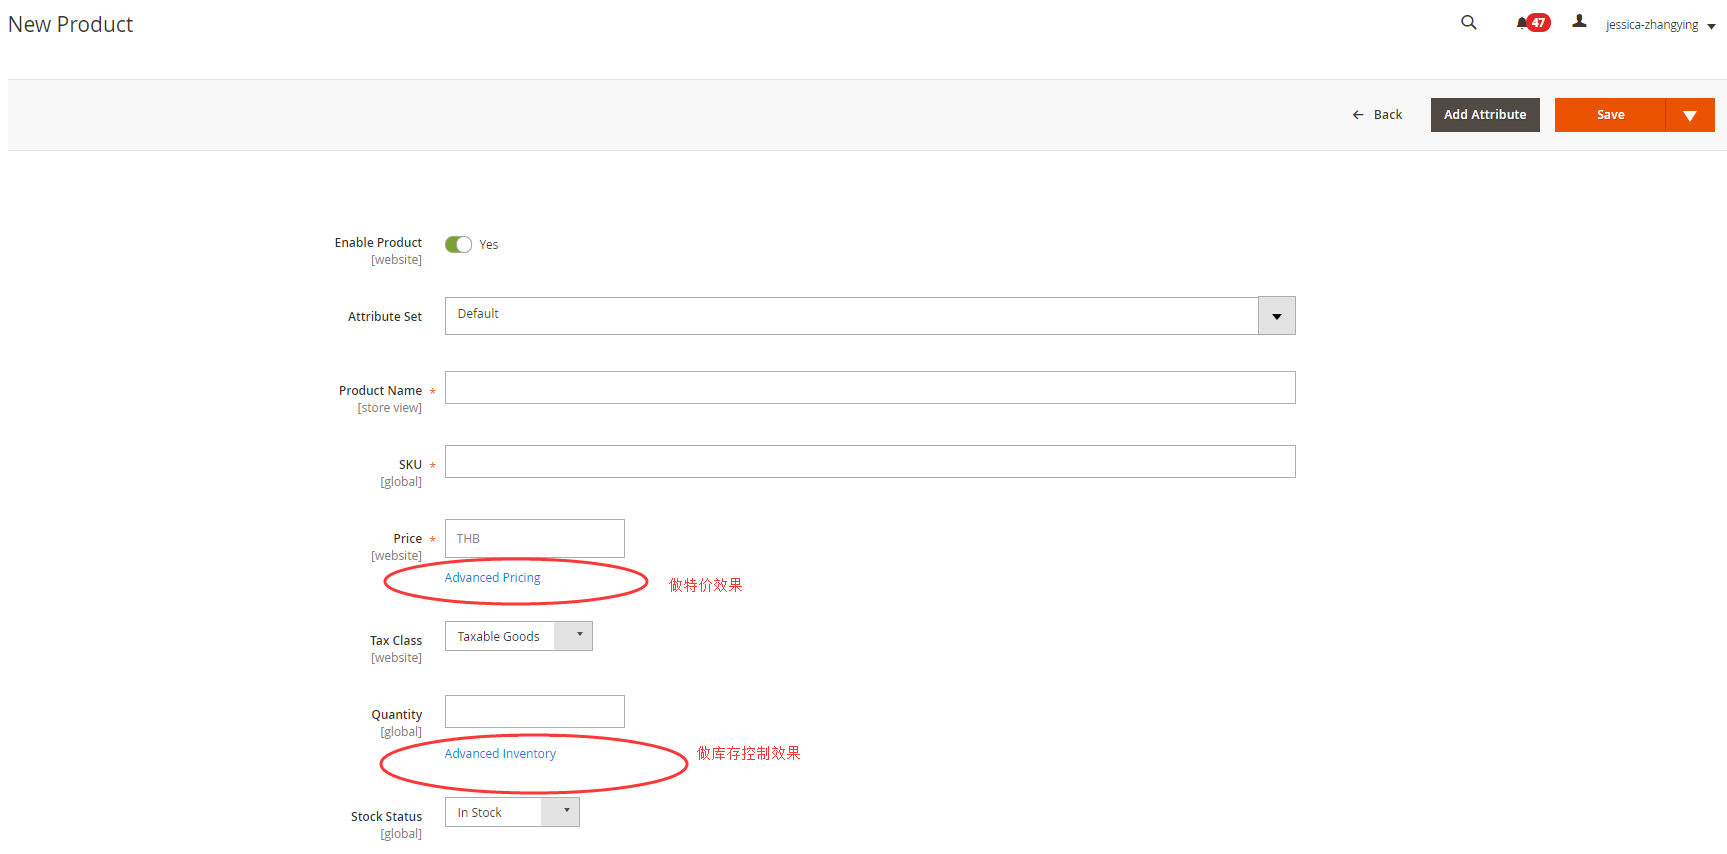 New Product
47
jessica-zhangying
Back
Add Attribute
Save
Enable Product
[website]
Yes
Attribute Set
Default
Product Name *
[store view]
SKU *
[global]
Price *
[website]
THB
Advanced Pricing
做特价效果
Tax Class
[website]
Taxable Goods
Quantity
[global]
Advanced Inventory
做库存控制效果
Stock Status
[global]
In Stock